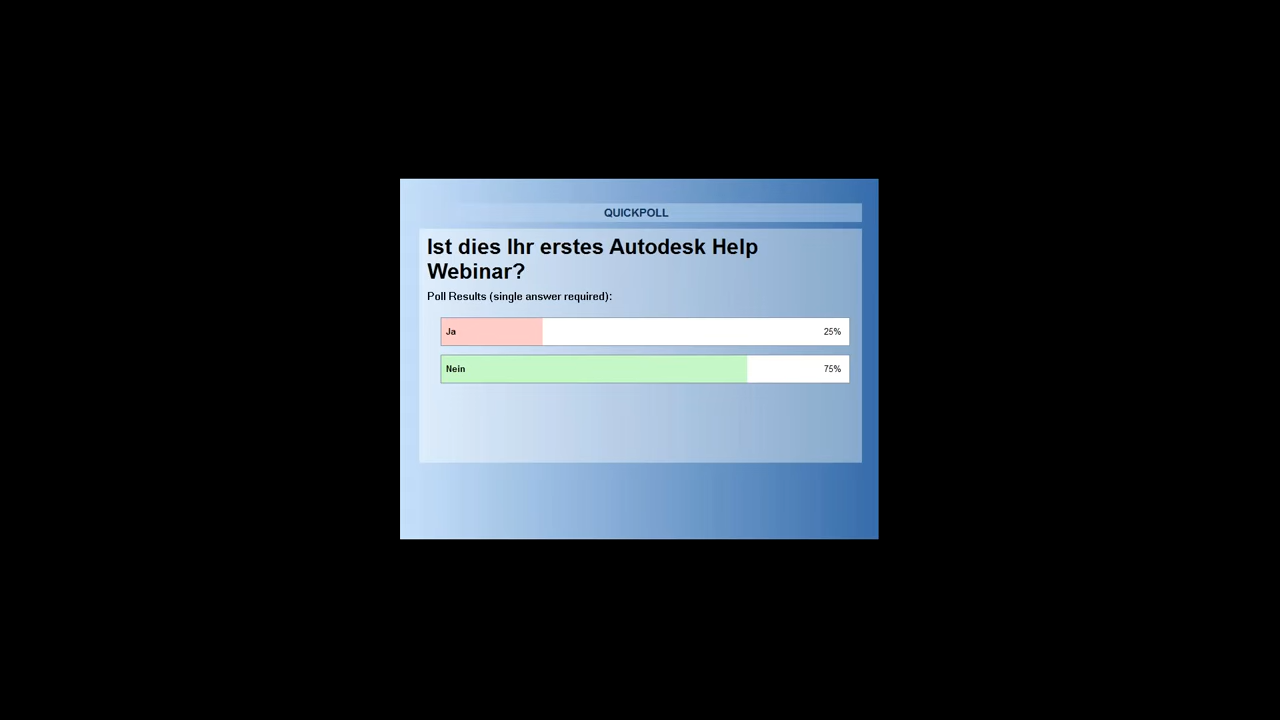 QUICKPOLL
Ist dies Ihr erstes Autodesk Help
Webinar?
Poll Results (single answer required):
Ja 25%
Nein 75%